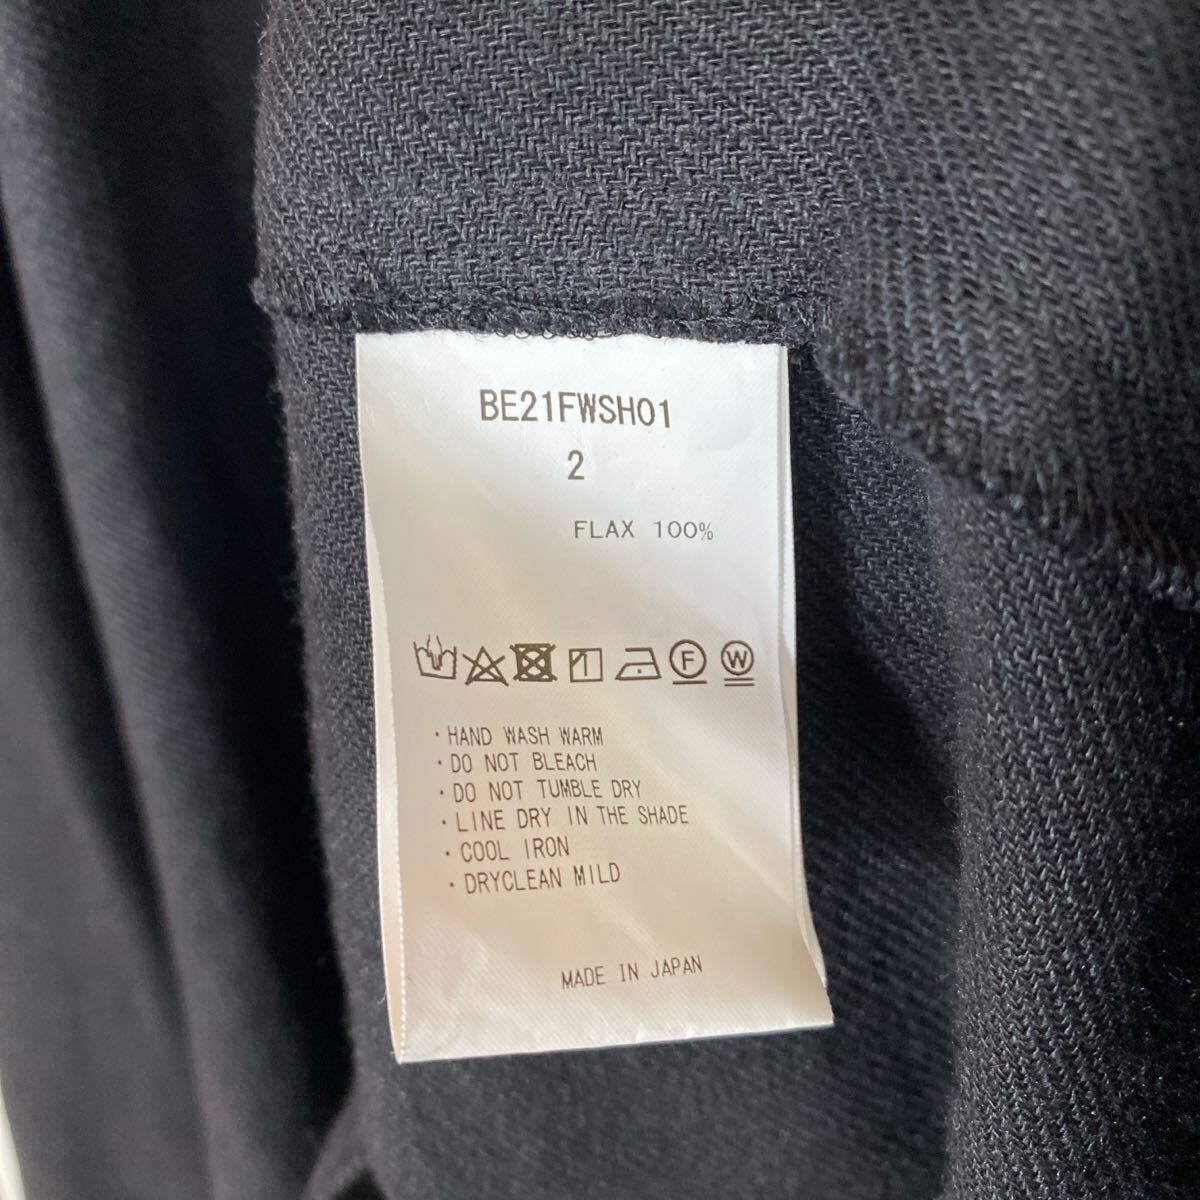 BE21FWSH01
2
FLAX 100%
F W
・HAND WASH WARM
・DO NOT BLEACH
・DO NOT TUMBLE DRY
・LINE DRY IN THE SHADE
・COOL IRON
・DRYCLEAN MILD
MADE IN JAPAN